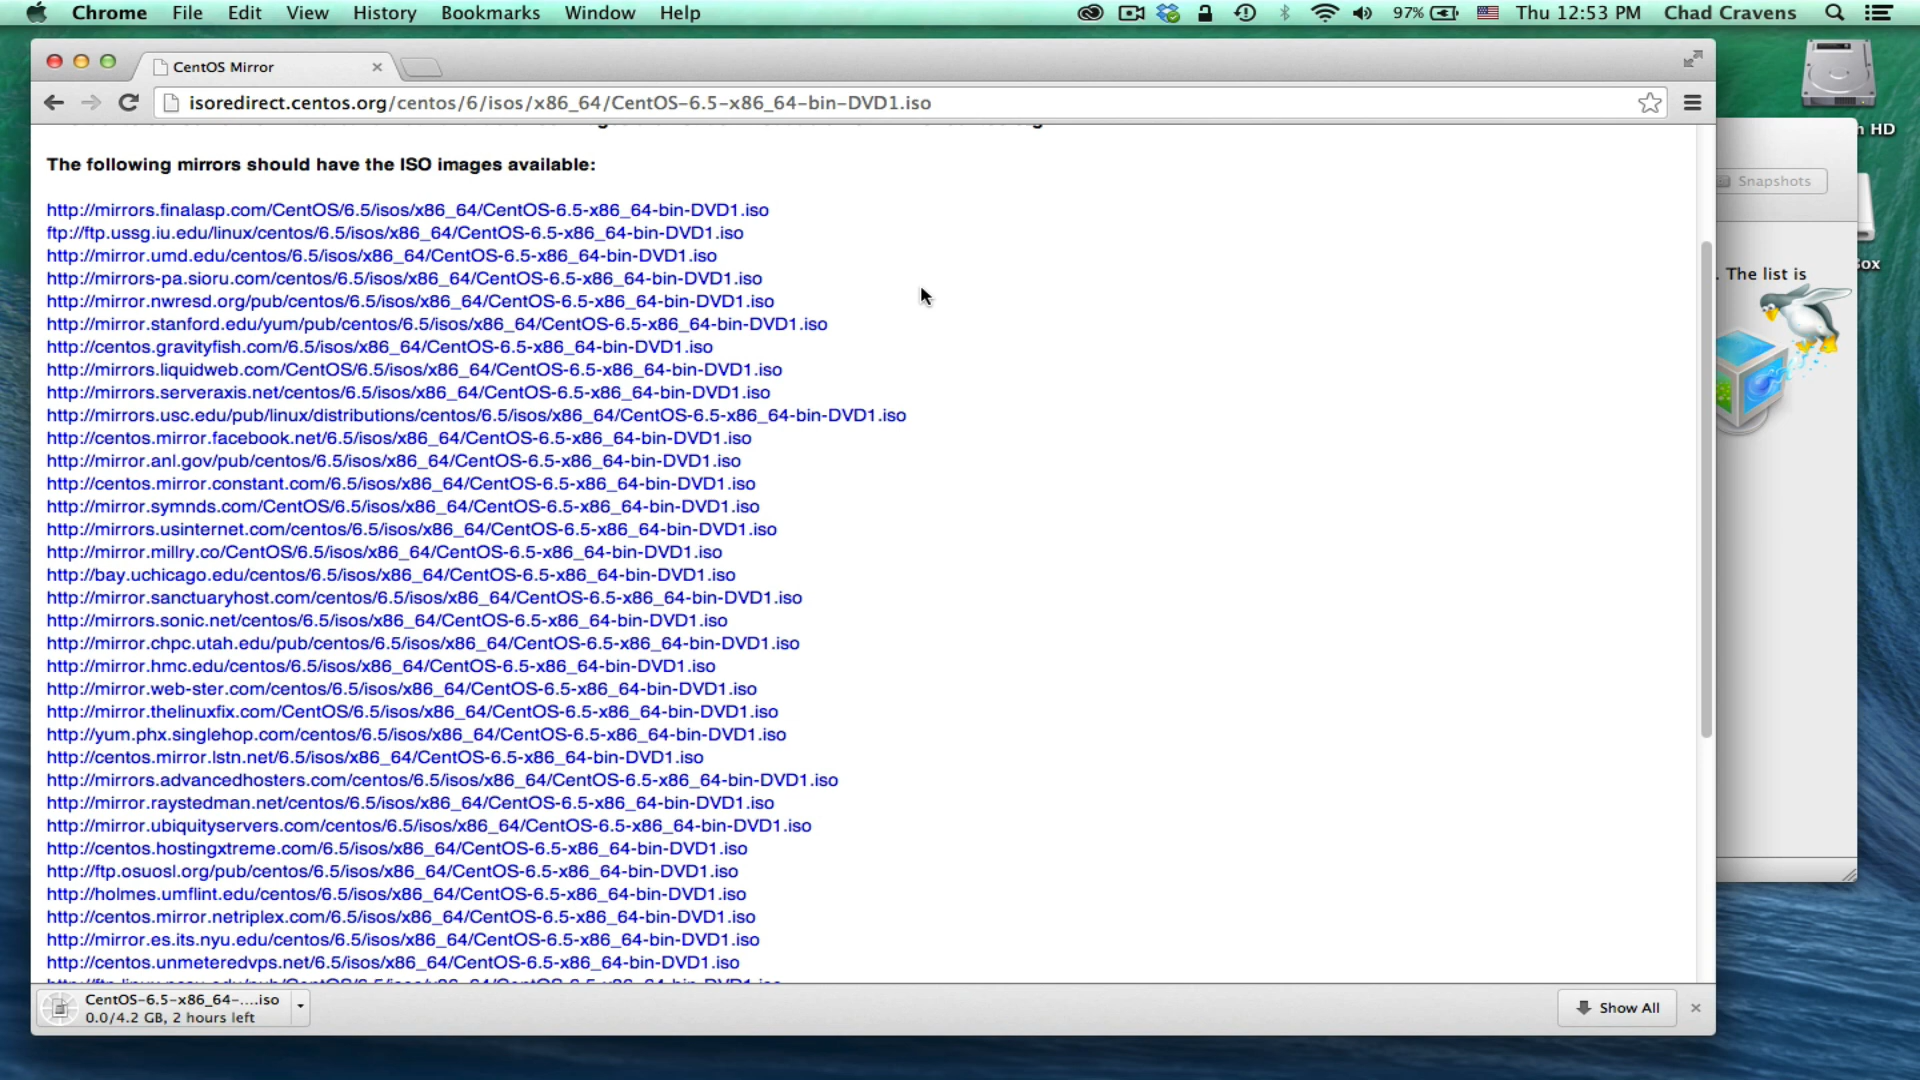 Chrome File Edit View History Bookmarks Window Help 97% Thu 12:53 PM Chad Cravens
CentOS Mirror
isoredirect.centos.org/centos/6/isos/x86_64/CentOS-6.5-x86_64-bin-DVD1.iso
n HD
The following mirrors should have the ISO images available:
Snapshots
http://mirrors.finalasp.com/CentOS/6.5/isos/x86_64/CentOS-6.5-x86_64-bin-DVD1.iso
ftp://ftp.ussg.iu.edu/linux/centos/6.5/isos/x86_64/CentOS-6.5-x86_64-bin-DVD1.iso
http://mirror.umd.edu/centos/6.5/isos/x86_64/CentOS-6.5-x86_64-bin-DVD1.iso
ox
. The list is
http://mirrors-pa.sioru.com/centos/6.5/isos/x86_64/CentOS-6.5-x86_64-bin-DVD1.iso
http://mirror.nwresd.org/pub/centos/6.5/isos/x86_64/CentOS-6.5-x86_64-bin-DVD1.iso
http://mirror.stanford.edu/yum/pub/centos/6.5/isos/x86_64/CentOS-6.5-x86_64-bin-DVD1.iso
http://centos.gravityfish.com/6.5/isos/x86_64/CentOS-6.5-x86_64-bin-DVD1.iso
http://mirrors.liquidweb.com/CentOS/6.5/isos/x86_64/CentOS-6.5-x86_64-bin-DVD1.iso
http://mirrors.serveraxis.net/centos/6.5/isos/x86_64/CentOS-6.5-x86_64-bin-DVD1.iso
http://mirrors.usc.edu/pub/linux/distributions/centos/6.5/isos/x86_64/CentOS-6.5-x86_64-bin-DVD1.iso
http://centos.mirror.facebook.net/6.5/isos/x86_64/CentOS-6.5-x86_64-bin-DVD1.iso
http://mirror.anl.gov/pub/centos/6.5/isos/x86_64/CentOS-6.5-x86_64-bin-DVD1.iso
http://centos.mirror.constant.com/6.5/isos/x86_64/CentOS-6.5-x86_64-bin-DVD1.iso
http://mirror.symnds.com/CentOS/6.5/isos/x86_64/CentOS-6.5-x86_64-bin-DVD1.iso
http://mirrors.usinternet.com/centos/6.5/isos/x86_64/CentOS-6.5-x86_64-bin-DVD1.iso
http://mirror.millry.co/CentOS/6.5/isos/x86_64/CentOS-6.5-x86_64-bin-DVD1.iso
http://bay.uchicago.edu/centos/6.5/isos/x86_64/CentOS-6.5-x86_64-bin-DVD1.iso
http://mirror.sanctuaryhost.com/centos/6.5/isos/x86_64/CentOS-6.5-x86_64-bin-DVD1.iso
http://mirrors.sonic.net/centos/6.5/isos/x86_64/CentOS-6.5-x86_64-bin-DVD1.iso
http://mirror.chpc.utah.edu/pub/centos/6.5/isos/x86_64/CentOS-6.5-x86_64-bin-DVD1.iso
http://mirror.hmc.edu/centos/6.5/isos/x86_64/CentOS-6.5-x86_64-bin-DVD1.iso
http://mirror.web-ster.com/centos/6.5/isos/x86_64/CentOS-6.5-x86_64-bin-DVD1.iso
http://mirror.thelinuxfix.com/CentOS/6.5/isos/x86_64/CentOS-6.5-x86_64-bin-DVD1.iso
http://yum.phx.singlehop.com/centos/6.5/isos/x86_64/CentOS-6.5-x86_64-bin-DVD1.iso
http://centos.mirror.lstn.net/6.5/isos/x86_64/CentOS-6.5-x86_64-bin-DVD1.iso
http://mirrors.advancedhosters.com/centos/6.5/isos/x86_64/CentOS-6.5-x86_64-bin-DVD1.iso
http://mirror.raystedman.net/centos/6.5/isos/x86_64/CentOS-6.5-x86_64-bin-DVD1.iso
http://mirror.ubiquityservers.com/centos/6.5/isos/x86_64/CentOS-6.5-x86_64-bin-DVD1.iso
http://centos.hostingxtreme.com/6.5/isos/x86_64/CentOS-6.5-x86_64-bin-DVD1.iso
http://ftp.osuosl.org/pub/centos/6.5/isos/x86_64/CentOS-6.5-x86_64-bin-DVD1.iso
http://holmes.umflint.edu/centos/6.5/isos/x86_64/CentOS-6.5-x86_64-bin-DVD1.iso
http://centos.mirror.netriplex.com/6.5/isos/x86_64/CentOS-6.5-x86_64-bin-DVD1.iso
http://mirror.es.its.nyu.edu/centos/6.5/isos/x86_64/CentOS-6.5-x86_64-bin-DVD1.iso
http://centos.unmeteredvps.net/6.5/isos/x86_64/CentOS-6.5-x86_64-bin-DVD1.iso
CentOS-6.5-x86_64-....iso
0.0/4.2 GB, 2 hours left
Show All